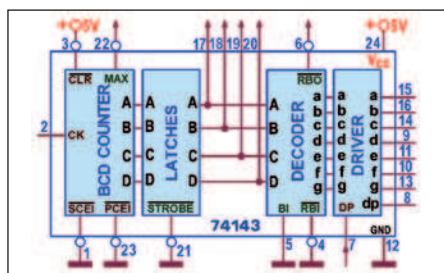 +○5V +○5V
3 22 17 18 19 20 6 24
V CC
CLR MAX RBO
2 CK
BCD COUNTER
A B C D
LATCHES
A B C D
DECODER
a b c d e f g
DRIVER
a b c d e f g dp
15
16
14
9
11
10
13
8
SCEI PCEI STROBE BI RBI DP
74143 GND
1 23 21 5 4 7 12